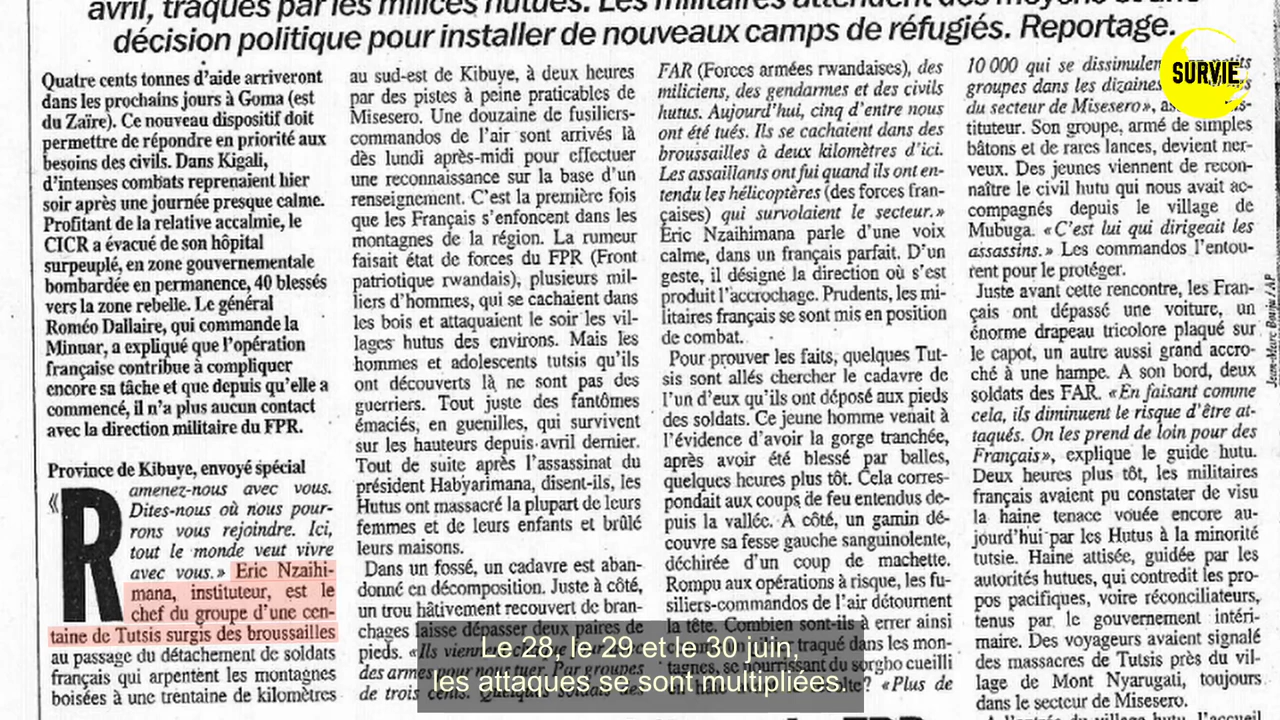 avril, traqués par les milices hutues. Les militaires attendent des moyens et une
décision politique pour installer de nouveaux camps de réfugiés. Reportage.
SURVIE
Quatre cents tonnes d'aide arriveront
dans les prochains jours à Goma (est
du Zaïre). Ce nouveau dispositif doit
permettre de répondre en priorité aux
besoins des civils. Dans Kigali,
d'intenses combats reprenaient hier
soir après une journée presque calme.
Profitant de la relative accalmie, le
CICR a évacué de son hôpital
surpeuplé, en zone gouvernementale
bombardée en permanence, 40 blessés
vers la zone rebelle. Le général
Roméo Dallaire, qui commande la
Minuar, a expliqué que l'opération
française contribue à compliquer
encore sa tâche et que depuis qu'elle a
commencé, il n'a plus aucun contact
avec la direction militaire du FPR.
Province de Kibuye, envoyé spécial
« Ramenez-nous avec vous.
Dites-nous où nous pour-
rons vous rejoindre. Ici,
tout le monde veut vivre
avec vous.» Eric Nzaihi-
mana, instituteur, est le
chef du groupe d'une cen-
taine de Tutsis surgis des broussailles
au passage du détachement de soldats
français qui arpentent les montagnes
boisées à une trentaine de kilomètres
au sud-est de Kibuye, à deux heures
par des pistes à peine praticables de
Misesero. Une douzaine de fusiliers-
commandos de l'air sont arrivés là
dès lundi après-midi pour effectuer
une reconnaissance sur la base d'un
renseignement. C'est la première fois
que les Français s'enfoncent dans les
montagnes de la région. La rumeur
faisait état de forces du FPR (Front
patriotique rwandais), plusieurs mil-
liers d'hommes, qui se cachaient dans
les bois et attaquaient le soir les vil-
lages hutus des environs. Mais les
hommes et adolescents tutsis qu'ils
ont découverts là ne sont pas des
guerriers. Tout juste des fantômes
émaciés, en guenilles, qui survivent
sur les hauteurs depuis avril dernier.
Tout de suite après l'assassinat du
président Habyarimana, disent-ils, les
Hutus ont massacré la plupart de leurs
femmes et de leurs enfants et brûlé
leurs maisons.
Dans un fossé, un cadavre est aban-
donné en décomposition. Juste à côté,
un trou hâtivement recouvert de bran-
chages laisse dépasser deux paires de
pieds. «Ils
des armes pour nous tuer. Par groupes
de trois cents. Quelque
FAR (Forces armées rwandaises), des
miliciens, des gendarmes et des civils
hutus. Aujourd'hui, cinq d'entre nous
ont été tués. Ils se cachaient dans des
broussailles à deux kilomètres d'ici.
Les assaillants ont fui quand ils ont en-
tendu les hélicoptères (des forces fran-
çaises) qui survolaient le secteur.»
Eric Nzaihimana parle d'une voix
calme, dans un français parfait. D'un
geste, il désigne la direction où s'est
produit l'accrochage. Prudents, les mi-
litaires français se sont mis en position
de combat.
Pour prouver les faits, quelques Tut-
sis sont allés chercher le cadavre de
l'un d'eux qu'ils ont déposé aux pieds
des soldats. Ce jeune homme venait à
l'évidence d'avoir la gorge tranchée,
après avoir été blessé par balles,
quelques heures plus tôt. Cela corres-
pondait aux coups de feu entendus de-
puis la vallée. À côté, un gamin dé-
couvre sa fesse gauche sanguinolente,
déchirée d'un coup de machette.
Rompu aux opérations à risque, les fu-
siliers-commandos de l'air détournent
la tête. Combien sont-ils à errer ainsi
traqué dans les mon-
tagnes, se nourrissant du sorgho cueilli
? «Plus de
10 000 qui se dissimulent
groupes dans les dizaines
du secteur de Misesero»,
tituteur. Son groupe, armé de simples
bâtons et de rares lances, devient ner-
veux. Des jeunes viennent de recon-
naître le civil hutu qui nous avait ac-
compagnés depuis le village de
Mubuga. «C'est lui qui dirigeait les
assassins.» Les commandos l'entou-
rent pour le protéger.
Juste avant cette rencontre, les Fran-
çais ont dépassé une voiture, un
énorme drapeau tricolore plaqué sur
le capot, un autre aussi grand accro-
ché à une hampe. A son bord, deux
soldats des FAR. «En faisant comme
cela, ils diminuent le risque d'être at-
taqués. On les prend de loin pour des
Français», explique le guide hutu.
Deux heures plus tôt, les militaires
français avaient pu constater de visu
la haine tenace vouée encore au-
jourd'hui par les Hutus à la minorité
tutsie. Haine attisée, guidée par les
autorités hutues, qui contredit les pro-
pos pacifiques, voire réconciliateurs,
tenus par le gouvernement intéri-
maire. Des voyageurs avaient signalé
des massacres de Tutsis près du vil-
lage de Mont Nyarugali, toujours
dans le secteur de Misesero.
Le 28, le 29 et le 30 juin,
les attaques se sont multipliées.